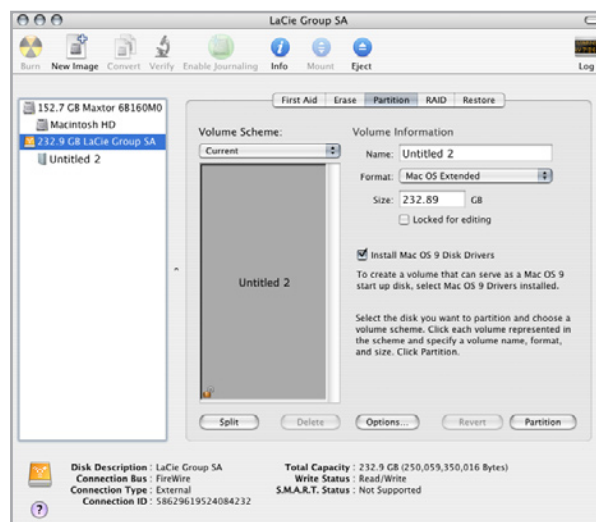 LaCie Group SA
Burn New Image Convert Verify Enable Journaling Info Mount Eject Log
152.7 GB Maxtor 6B160M0
Macintosh HD
232.9 GB LaCie Group SA
Untitled 2
First Aid Erase Partition RAID Restore
Volume Scheme:
Current
Untitled 2
Volume Information
Name: Untitled 2
Format: Mac OS Extended
Size: 232.89 GB
Locked for editing
Install Mac OS 9 Disk Drivers
To create a volume that can serve as a Mac OS 9
start up disk, select Mac OS 9 Drivers installed.
Select the disk you want to partition and choose a
volume scheme. Click each volume represented in
the scheme and specify a volume name, format,
and size. Click Partition.
Split Delete Options... Revert Partition
Disk Description : LaCie Group SA
Connection Bus : FireWire
Connection Type : External
Connection ID : 58629619524084232
Total Capacity : 232.9 GB (250,059,350,016 Bytes)
Write Status : Read/Write
S.M.A.R.T. Status : Not Supported
?